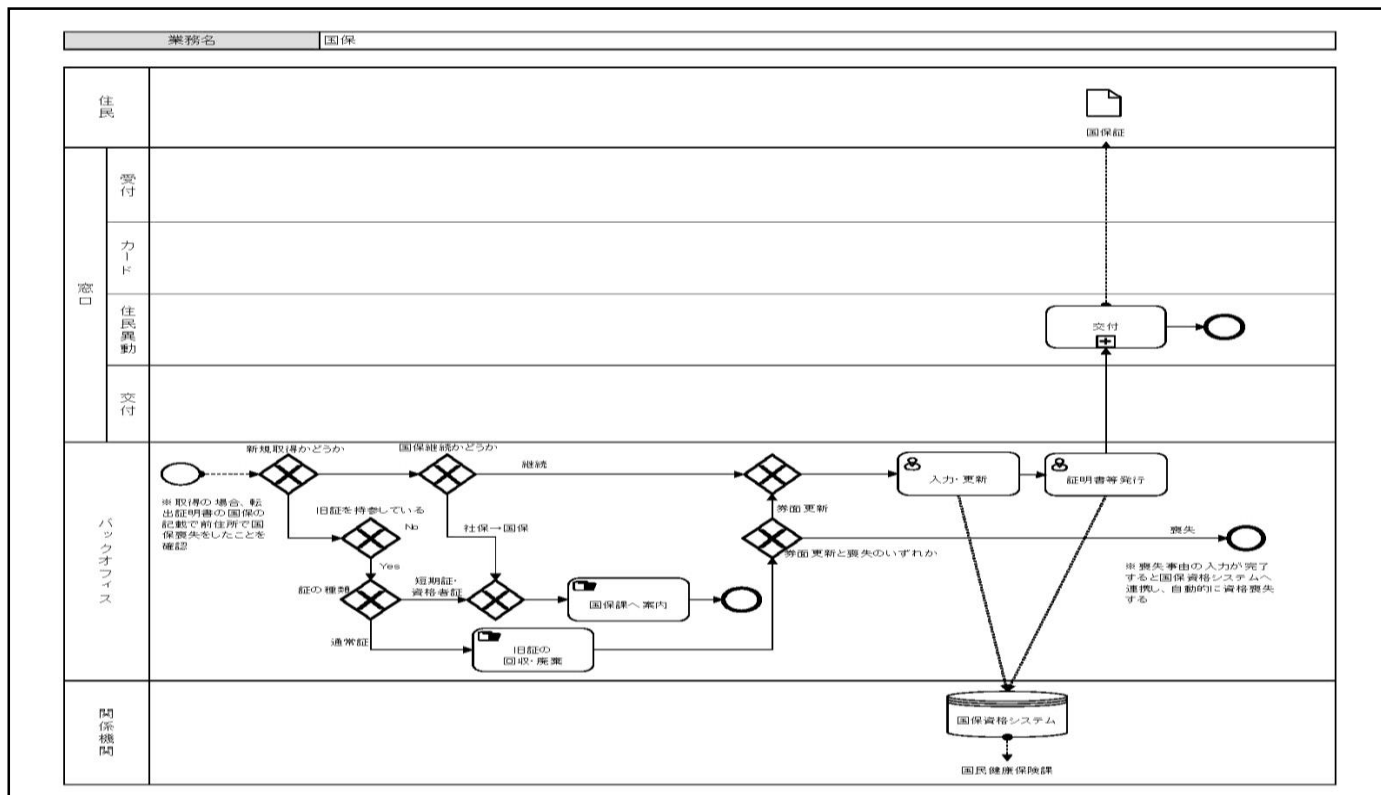 業務名
国保
住民
国保証
窓口
受付
カード
住民異動
交付
交付
バックオフィス
新規取得かどうか
国保継続かどうか
継続
※取得の場合、転
出証明書の国保の
記載で前住所で国
保喪失をしたことを
確認
旧証を持参している
No
Yes
社保→国保
証の種類
短期証・
資格者証
通常証
国保課へ案内
旧証の
回収・廃棄
券面更新
券面更新と喪失のいずれか
入力・更新
証明書等発行
喪失
※喪失事由の入力が完了
すると国保資格システムへ
連携し、自動的に資格喪失
する
関係機関
国保資格システム
国民健康保険課